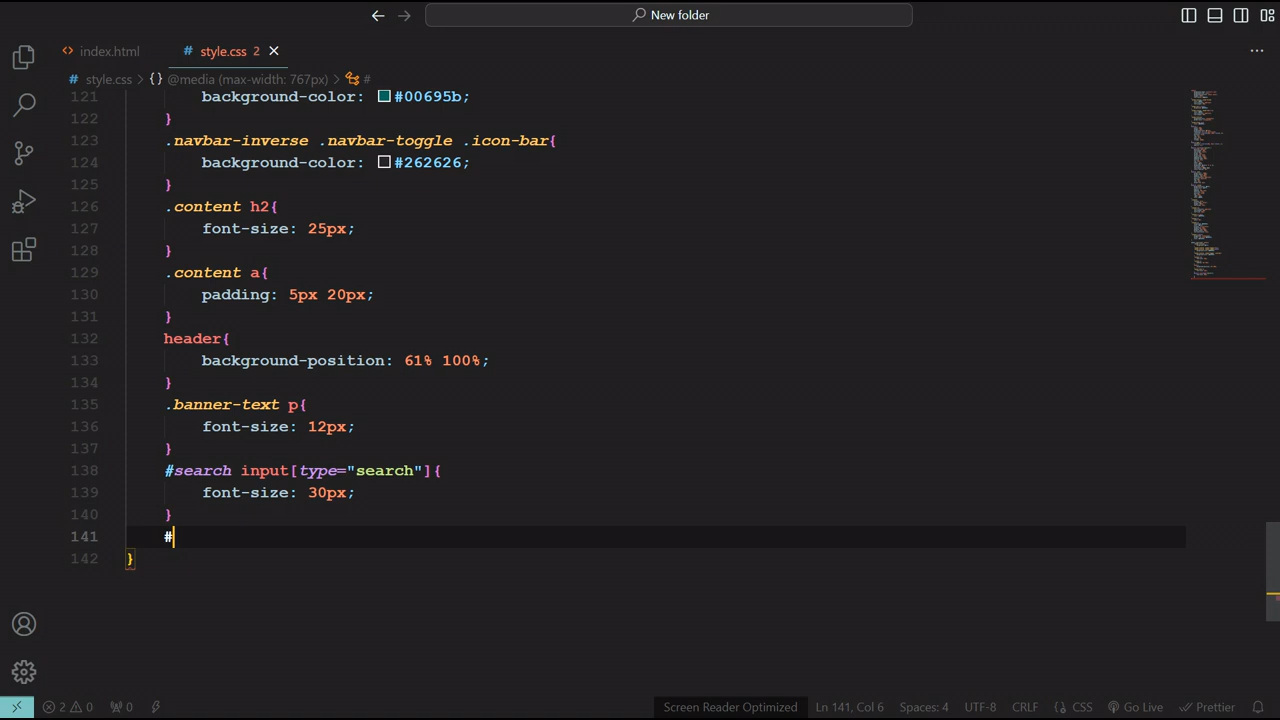 New folder
index.html
# style.css 2
# style.css > {} @media (max-width: 767px) > #
121 background-color: #00695b;
122 }
123 .navbar-inverse .navbar-toggle .icon-bar{
124 background-color: #262626;
125 }
126 .content h2{
127 font-size: 25px;
128 }
129 .content a{
130 padding: 5px 20px;
131 }
132 header{
133 background-position: 61% 100%;
134 }
135 .banner-text p{
136 font-size: 12px;
137 }
138 #search input[type="search"]{
139 font-size: 30px;
140 }
141 #
142 }
2 0 0 Screen Reader Optimized Ln 141, Col 6 Spaces: 4 UTF-8 CRLF {} CSS Go Live Prettier